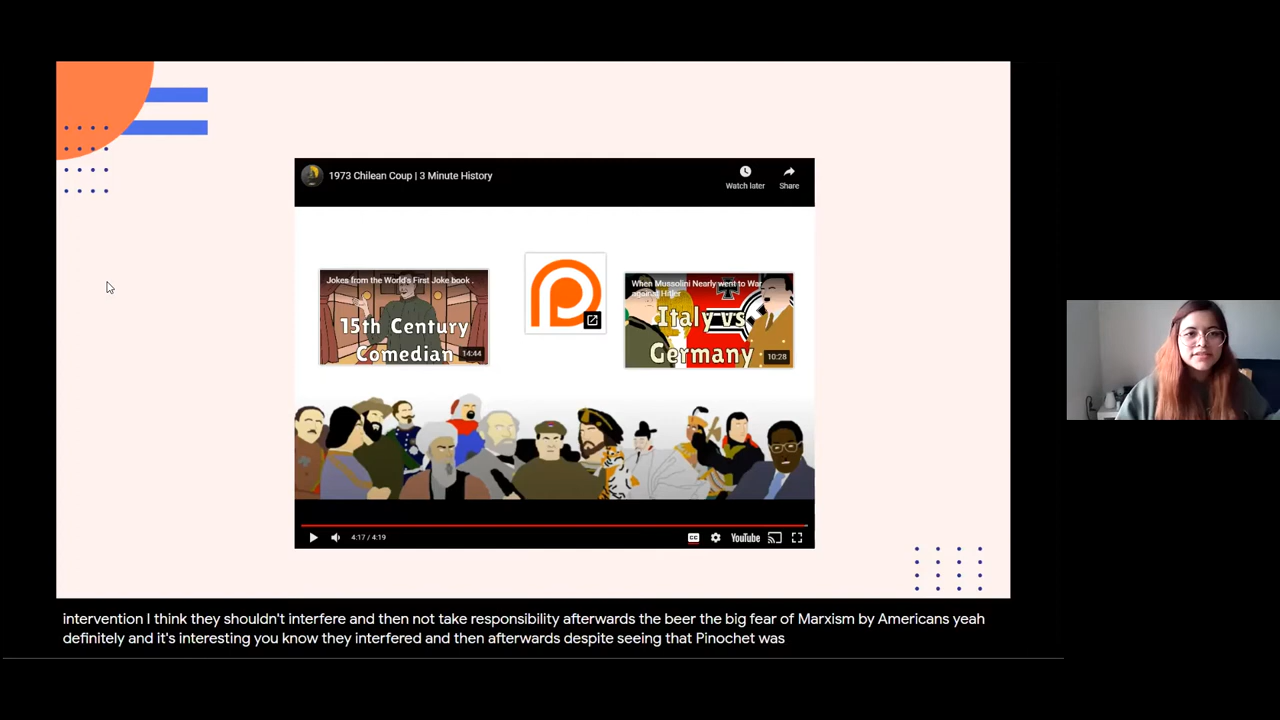 1973 Chilean Coup | 3 Minute History
Watch later
Share
Jokes from the World's First Joke book .
15th Century
Comedian
14:44
When Mussolini Nearly went to War
against Hitler
Italy vs
Germany
10:28
4:17 / 4:19
CC
YouTube
intervention I think they shouldn't interfere and then not take responsibility afterwards the beer the big fear of Marxism by Americans yeah
definitely and it's interesting you know they interfered and then afterwards despite seeing that Pinochet was